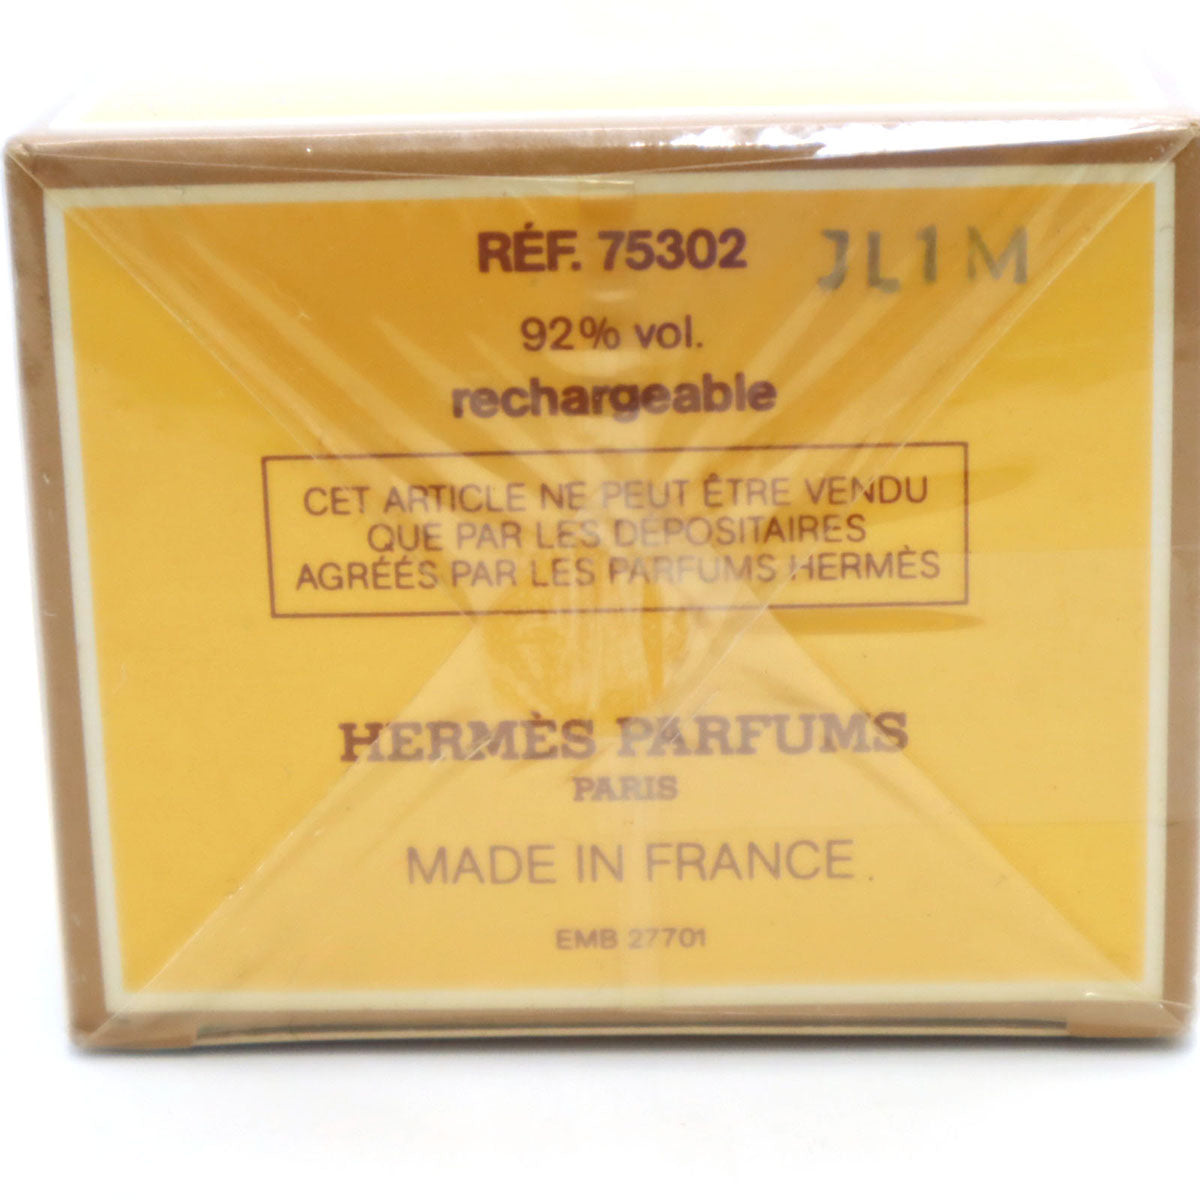 RÉF. 75302 JL1M
92% vol.
rechargeable
CET ARTICLE NE PEUT ÊTRE VENDU
QUE PAR LES DÉPOSITAIRES
AGRÉÉS PAR LES PARFUMS HERMÈS
HERMÈS PARFUMS
PARIS
MADE IN FRANCE
EMB 27701